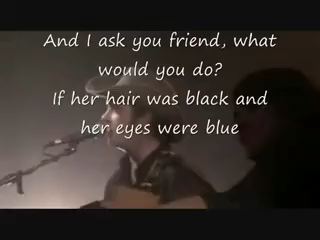 And I ask you friend, what
would you do?
If her hair was black and
her eyes were blue